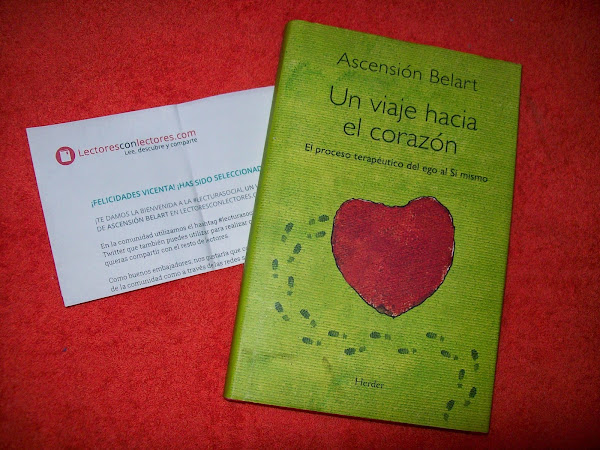 Lectoresconlectores.com
Lee, descubre y comparte
¡FELICIDADES VICENTA! ¡HAS SIDO SELECCIONAD
¡TE DAMOS LA BIENVENIDA A LA #LECTURASOCIAL UN
DE ASCENSIÓN BELART EN LECTORESCONLECTORES.
En la comunidad utilizamos el hashtag #lecturasoc
Twitter que también puedes utilizar para realizar
quieras compartir con el resto de lectores.
Como buenos embajadores, nos gustaría que
de la comunidad como a través de las redes
Ascensión Belart
Un viaje hacia
el corazón
El proceso terapéutico del ego al Sí mismo
Herder